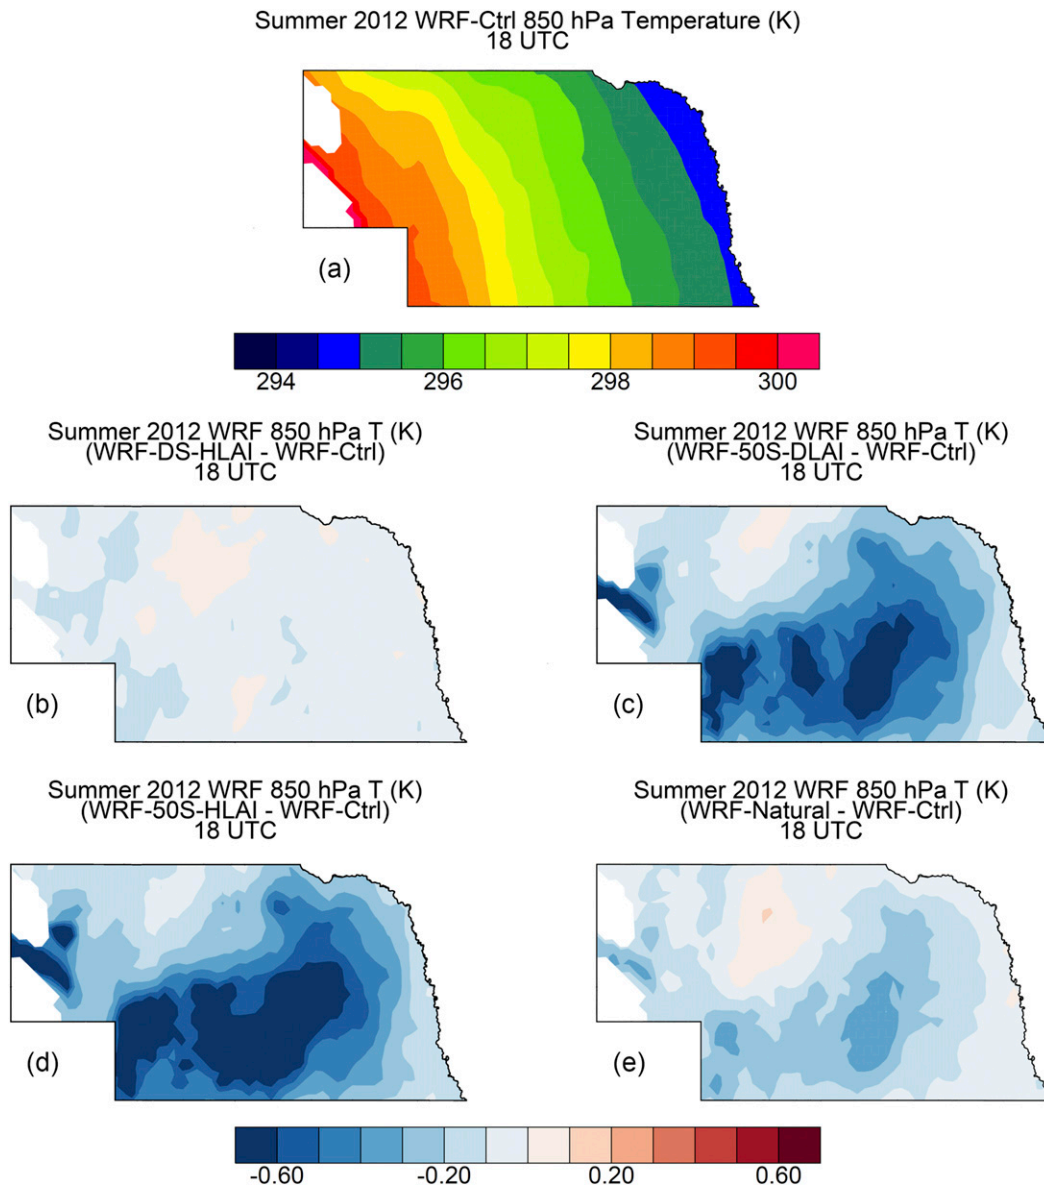 Summer 2012 WRF-Ctrl 850 hPa Temperature (K)
18 UTC
(a)
294 296 298 300
Summer 2012 WRF 850 hPa T (K)
(WRF-DS-HLAI - WRF-Ctrl)
18 UTC
(b)
Summer 2012 WRF 850 hPa T (K)
(WRF-50S-DLAI - WRF-Ctrl)
18 UTC
(c)
Summer 2012 WRF 850 hPa T (K)
(WRF-50S-HLAI - WRF-Ctrl)
18 UTC
(d)
Summer 2012 WRF 850 hPa T (K)
(WRF-Natural - WRF-Ctrl)
18 UTC
(e)
-0.60 -0.20 0.20 0.60